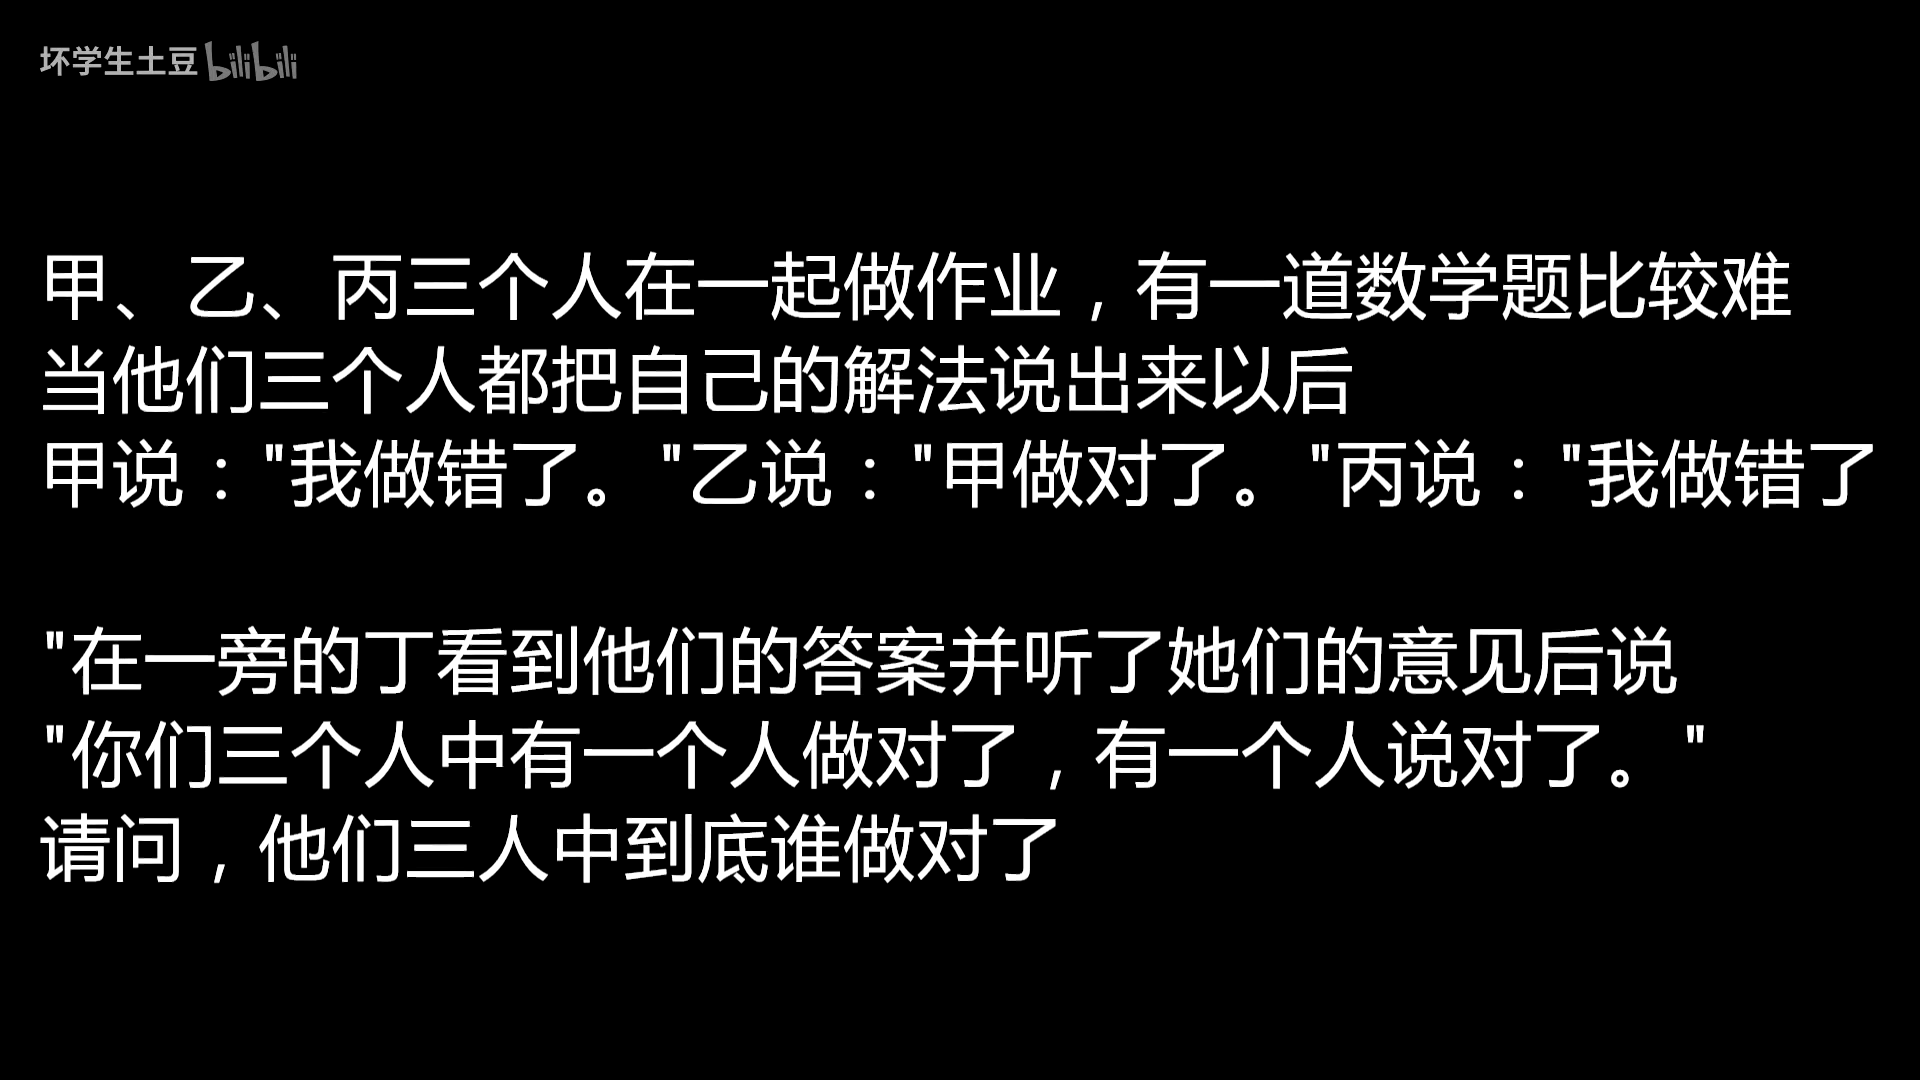 坏学生土豆 bilibili
甲、乙、丙三个人在一起做作业，有一道数学题比较难
当他们三个人都把自己的解法说出来以后
甲说："我做错了。"乙说："甲做对了。"丙说："我做错了
"在一旁的丁看到他们的答案并听了她们的意见后说
"你们三个人中有一个人做对了，有一个人说对了。"
请问，他们三人中到底谁做对了